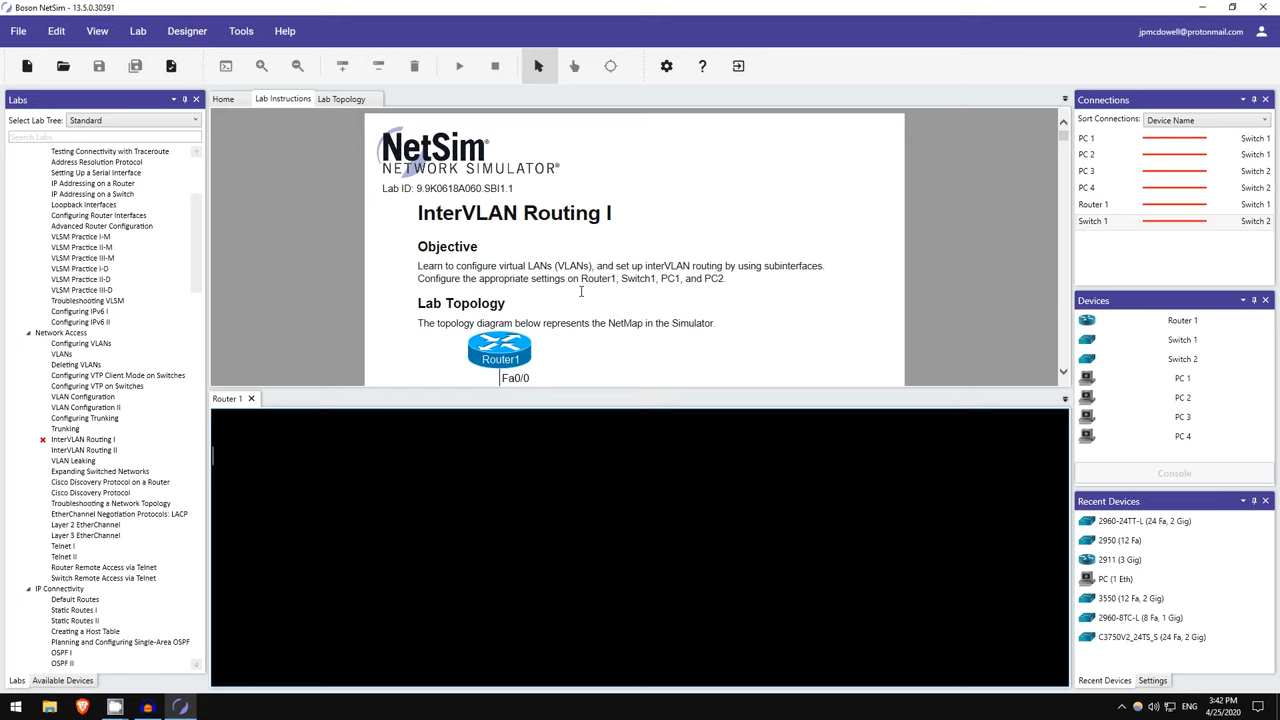 Boson NetSim - 13.5.0.30591
File Edit View Lab Designer Tools Help
jpmcdowell@protonmail.com
Labs
Select Lab Tree: Standard
Search Labs
Testing Connectivity with Traceroute
Address Resolution Protocol
Setting Up a Serial Interface
IP Addressing on a Router
IP Addressing on a Switch
Loopback Interfaces
Configuring Router Interfaces
Advanced Router Configuration
VLSM Practice I-M
VLSM Practice II-M
VLSM Practice III-M
VLSM Practice I-D
VLSM Practice II-D
VLSM Practice III-D
Troubleshooting VLSM
Configuring IPv6 I
Configuring IPv6 II
Network Access
Configuring VLANs
VLANs
Deleting VLANs
Configuring VTP Client Mode on Switches
Configuring VTP on Switches
VLAN Configuration
VLAN Configuration II
Configuring Trunking
Trunking
InterVLAN Routing I
InterVLAN Routing II
VLAN Leaking
Expanding Switched Networks
Cisco Discovery Protocol on a Router
Cisco Discovery Protocol
Troubleshooting a Network Topology
EtherChannel Negotiation Protocols: LACP
Layer 2 EtherChannel
Layer 3 EtherChannel
Telnet I
Telnet II
Router Remote Access via Telnet
Switch Remote Access via Telnet
IP Connectivity
Default Routes
Static Routes I
Static Routes II
Creating a Host Table
Planning and Configuring Single-Area OSPF
OSPF I
OSPF II
Labs Available Devices
Home Lab Instructions Lab Topology
NetSim®
NETWORK SIMULATOR®
Lab ID: 9.9K0618A060.SBI1.1
InterVLAN Routing I
Objective
Learn to configure virtual LANs (VLANs), and set up interVLAN routing by using subinterfaces.
Configure the appropriate settings on Router1, Switch1, PC1, and PC2.
Lab Topology
The topology diagram below represents the NetMap in the Simulator.
Router1
Fa0/0
Router 1
Connections
Sort Connections: Device Name
PC 1 Switch 1
PC 2 Switch 1
PC 3 Switch 2
PC 4 Switch 2
Router 1 Switch 1
Switch 1 Switch 2
Devices
Router 1
Switch 1
Switch 2
PC 1
PC 2
PC 3
PC 4
Console
Recent Devices
2960-24TT-L (24 Fa, 2 Gig)
2950 (12 Fa)
2911 (3 Gig)
PC (1 Eth)
3550 (12 Fa, 2 Gig)
2960-8TC-L (8 Fa, 1 Gig)
C3750V2_24TS_S (24 Fa, 2 Gig)
Recent Devices Settings
ENG
3:42 PM
4/25/2020